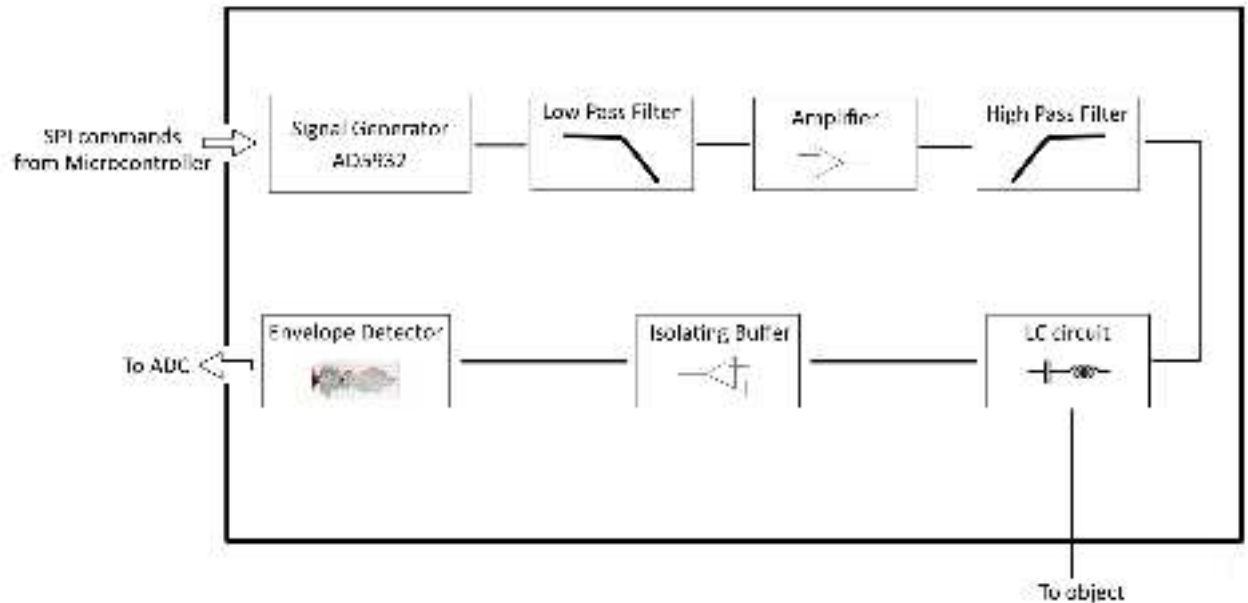 SPI commands
from Microcontroller
Signal Generator
AD5932
Low Pass Filter
Amplifier
High Pass Filter
To ADC
Envelope Detector
Isolating Buffer
LC circuit
To object